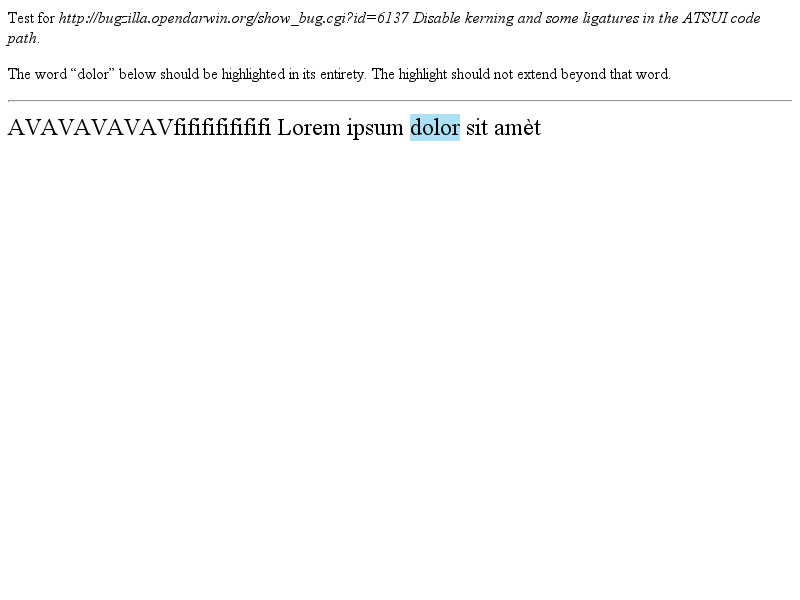 Test for http://bugzilla.opendarwin.org/show_bug.cgi?id=6137 Disable kerning and some ligatures in the ATSUI code
path.
The word “dolor” below should be highlighted in its entirety. The highlight should not extend beyond that word.
AVAVAVAVAVfifififififififi Lorem ipsum dolor sit amèt